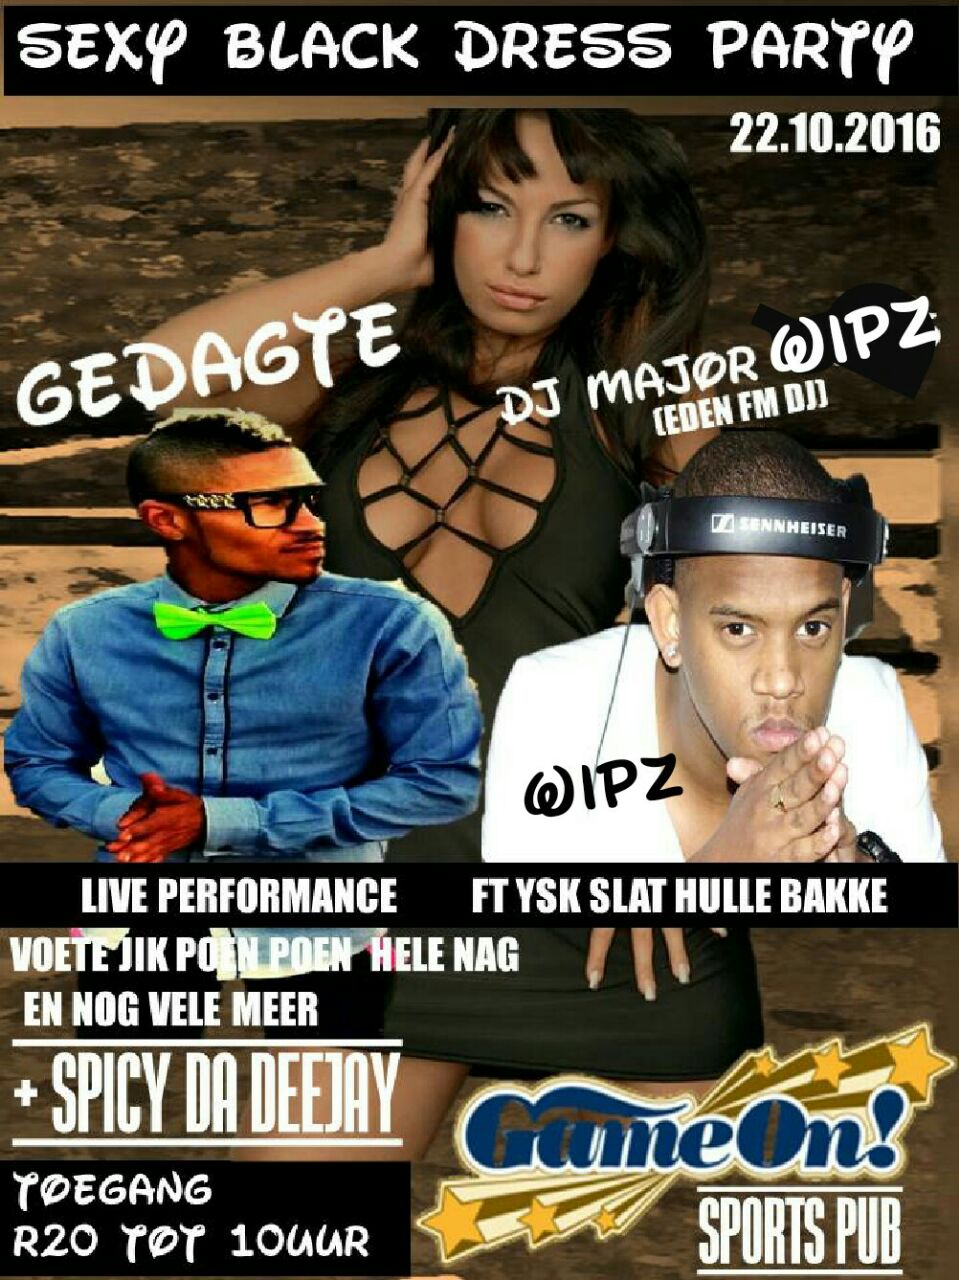 SEXY BLACK DRESS PARTY
22.10.2016
GEDAGTE
DJ MAJOR WIPZ
(EDEN FM DJ)
SENNHEISER
WIPZ
LIVE PERFORMANCE FT YSK SLAT HULLE BAKKE
VOETE JIK POEN POEN HELE NAG
EN NOG VELE MEER
+ SPICY DA DEEJAY
GameOn!
SPORTS PUB
TOEGANG
R20 TOT 10UUR